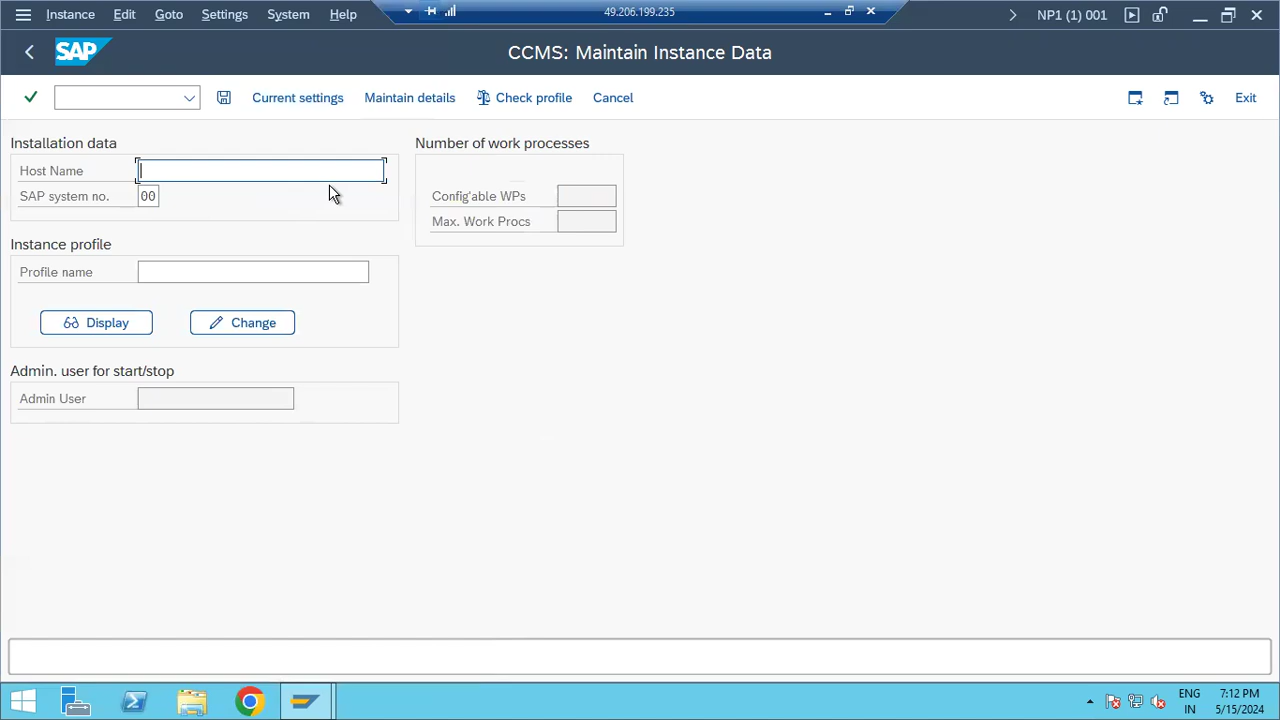 Instance Edit Goto Settings System Help 49.206.199.235 NP1 (1) 001
SAP CCMS: Maintain Instance Data
Current settings Maintain details Check profile Cancel Exit
Installation data Number of work processes
Host Name
SAP system no. 00 Config'able WPs
Max. Work Procs
Instance profile
Profile name
Display Change
Admin. user for start/stop
Admin User
ENG 7:12 PM
IN 5/15/2024